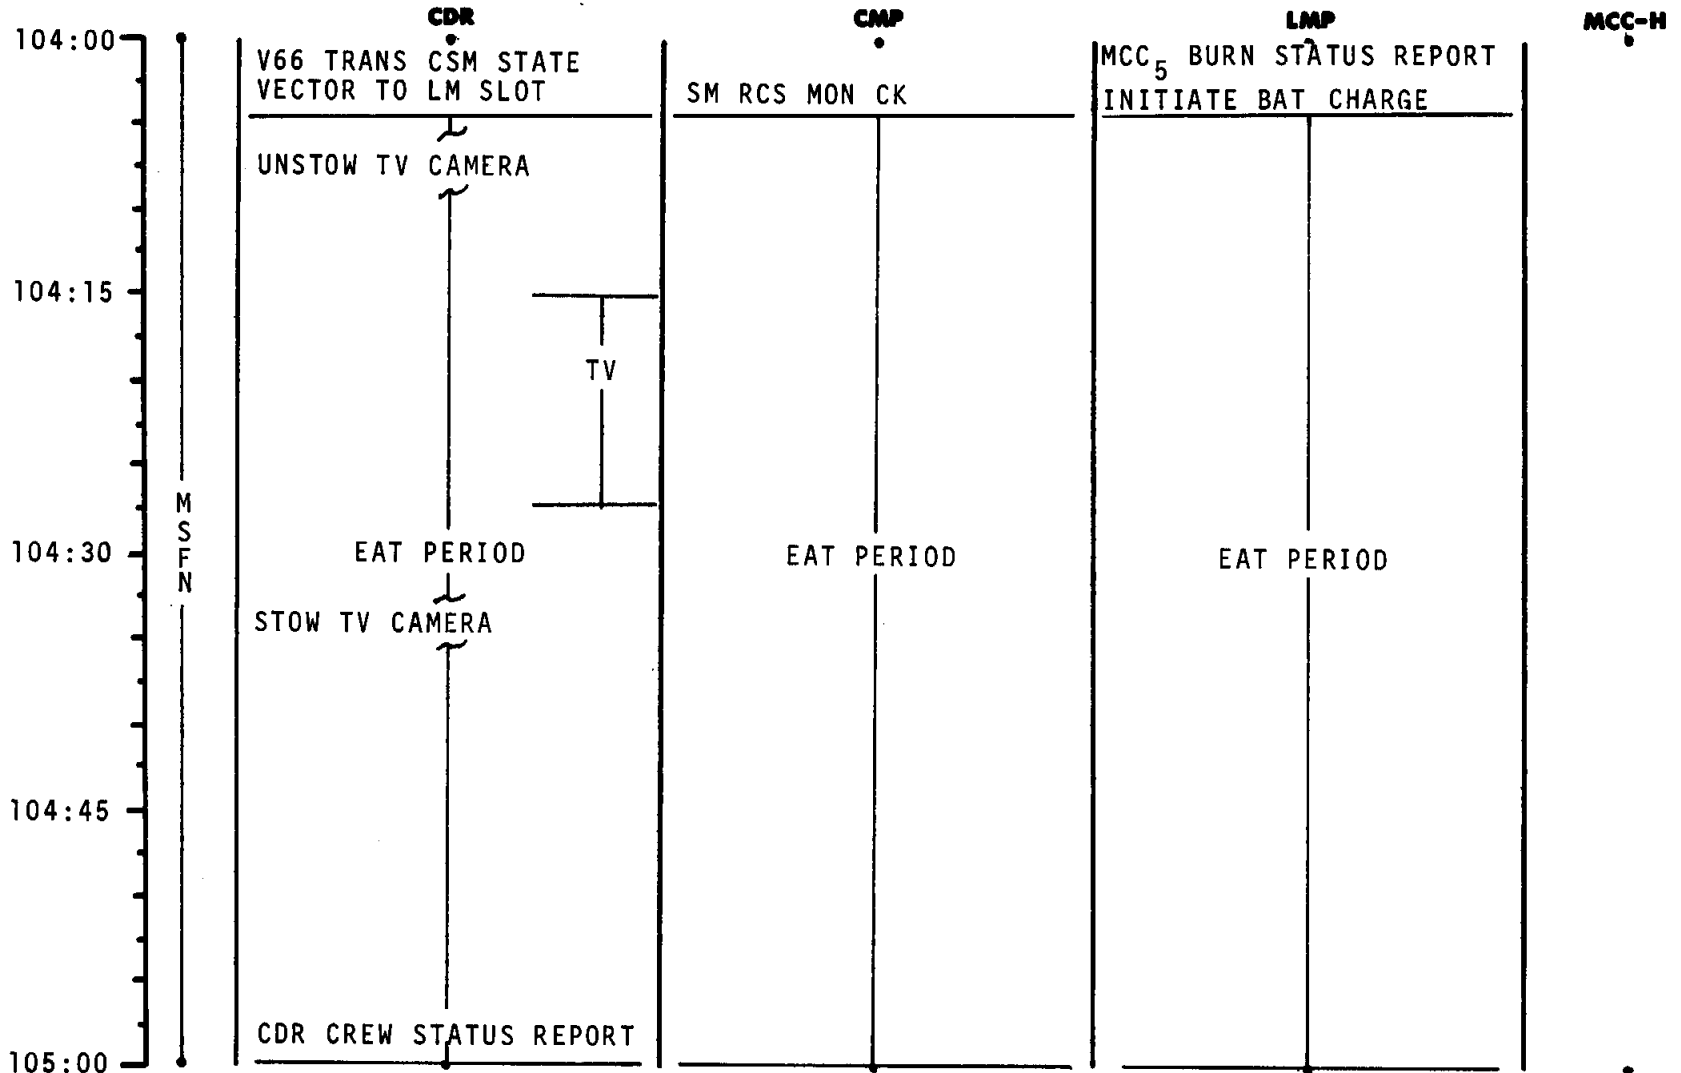 CDR CMP LMP MCC-H
104:00
V66 TRANS CSM STATE
VECTOR TO LM SLOT
SM RCS MON CK
MCC5 BURN STATUS REPORT
INITIATE BAT CHARGE
UNSTOW TV CAMERA
104:15
TV
M
S
F
N
104:30
EAT PERIOD
EAT PERIOD
EAT PERIOD
STOW TV CAMERA
104:45
CDR CREW STATUS REPORT
105:00